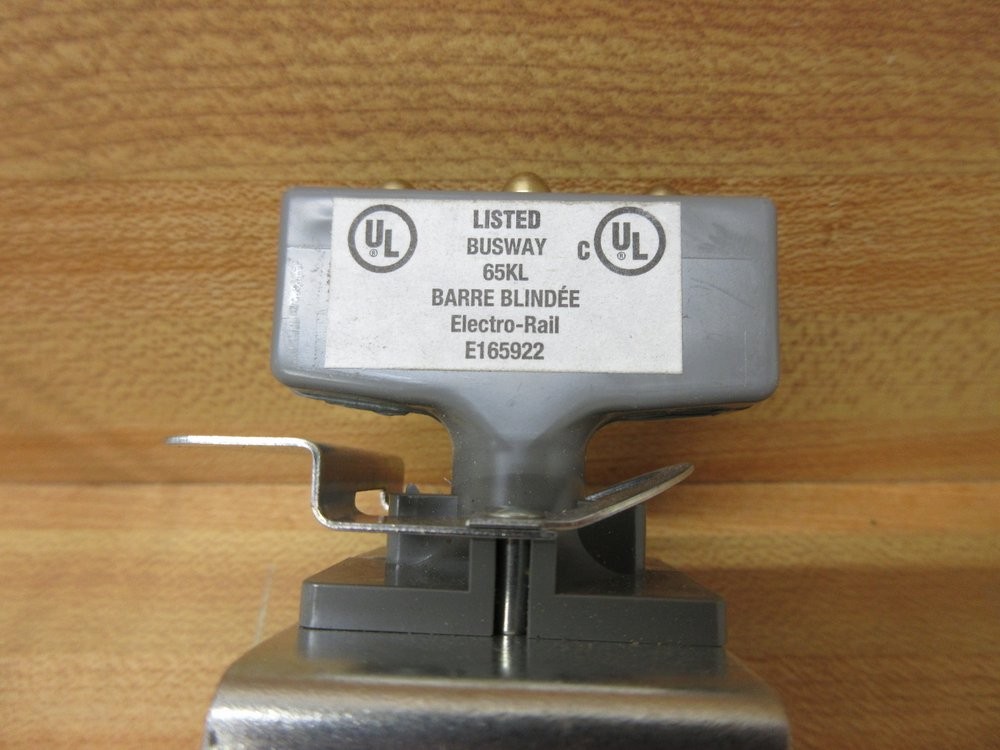 UL LISTED C UL
BUSWAY
65KL
BARRE BLINDÉE
Electro-Rail
E165922